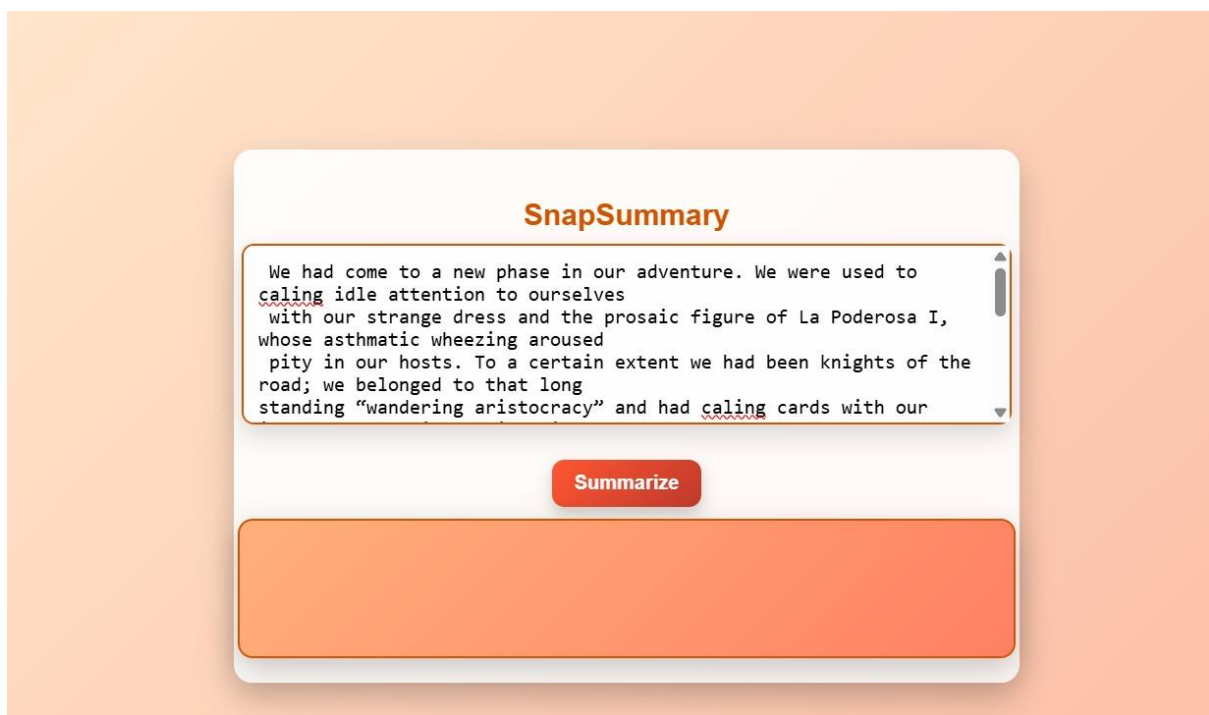 SnapSummary
We had come to a new phase in our adventure. We were used to
caling idle attention to ourselves
with our strange dress and the prosaic figure of La Poderosa I,
whose asthmatic wheezing aroused
pity in our hosts. To a certain extent we had been knights of the
road; we belonged to that long
standing “wandering aristocracy” and had caling cards with our
Summarize